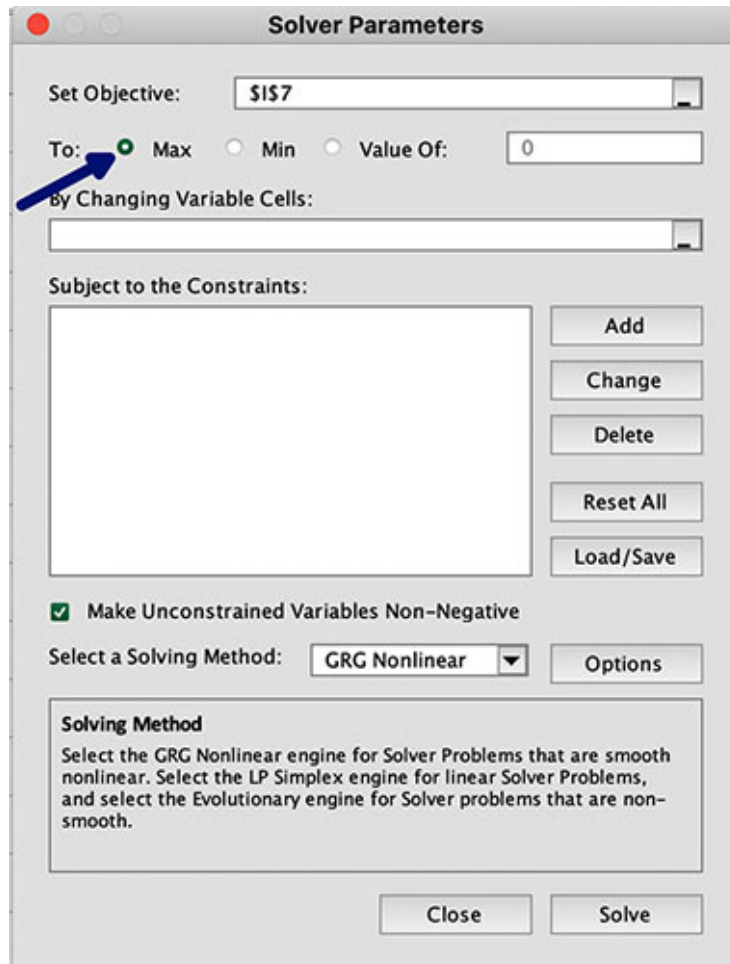 Solver Parameters
Set Objective: $I$7
To: Max Min Value Of: 0
By Changing Variable Cells:
Subject to the Constraints:
Add
Change
Delete
Reset All
Load/Save
Make Unconstrained Variables Non-Negative
Select a Solving Method: GRG Nonlinear Options
Solving Method
Select the GRG Nonlinear engine for Solver Problems that are smooth
nonlinear. Select the LP Simplex engine for linear Solver Problems,
and select the Evolutionary engine for Solver problems that are non-
smooth.
Close Solve